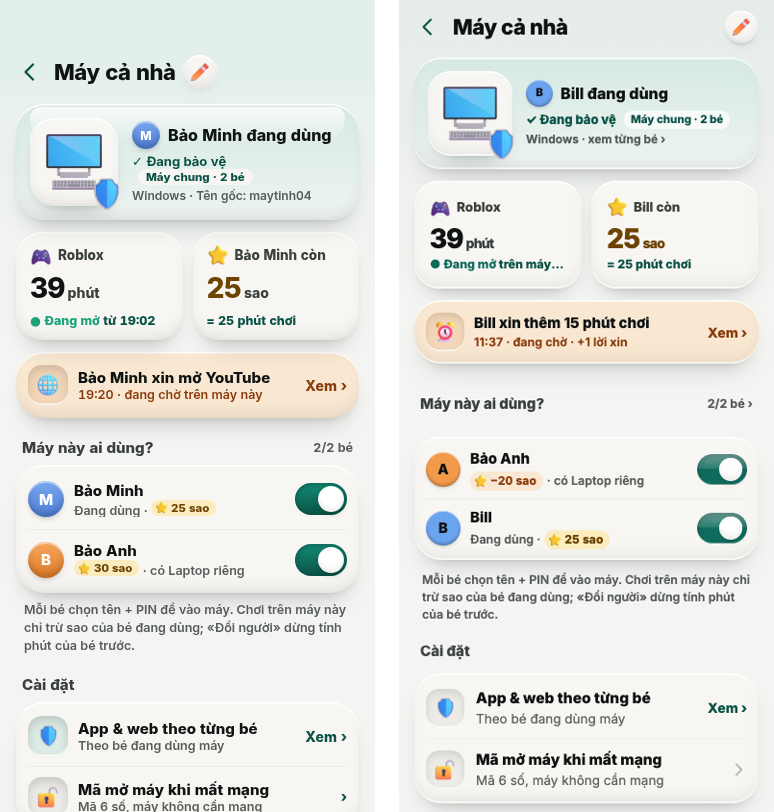 Máy cả nhà
M
Bảo Minh đang dùng
✓ Đang bảo vệ
Máy chung · 2 bé
Windows · Tên gốc: maytinh04
Roblox
39 phút
Đang mở từ 19:02
Bảo Minh còn
25 sao
= 25 phút chơi
Bảo Minh xin mở YouTube
19:20 · đang chờ trên máy này
Xem ›
Máy này ai dùng?
2/2 bé
M
Bảo Minh
Đang dùng · 25 sao
B
Bảo Anh
30 sao · có Laptop riêng
Mỗi bé chọn tên + PIN để vào máy. Chơi trên máy này
chỉ trừ sao của bé đang dùng; «Đổi người» dừng tính
phút của bé trước.
Cài đặt
App & web theo từng bé
Theo bé đang dùng máy
Xem ›
Mã mở máy khi mất mạng
Mã 6 số, máy không cần mạng
›
Máy cả nhà
B
Bill đang dùng
✓ Đang bảo vệ
Máy chung · 2 bé
Windows · xem từng bé ›
Roblox
39 phút
Đang mở trên máy...
Bill còn
25 sao
= 25 phút chơi
Bill xin thêm 15 phút chơi
11:37 · đang chờ · +1 lời xin
Xem ›
Máy này ai dùng?
2/2 bé ›
A
Bảo Anh
−20 sao · có Laptop riêng
B
Bill
Đang dùng · 25 sao
Mỗi bé chọn tên + PIN để vào máy. Chơi trên máy này chỉ
trừ sao của bé đang dùng; «Đổi người» dừng tính phút
của bé trước.
Cài đặt
App & web theo từng bé
Theo bé đang dùng máy
Xem ›
Mã mở máy khi mất mạng
Mã 6 số, máy không cần mạng